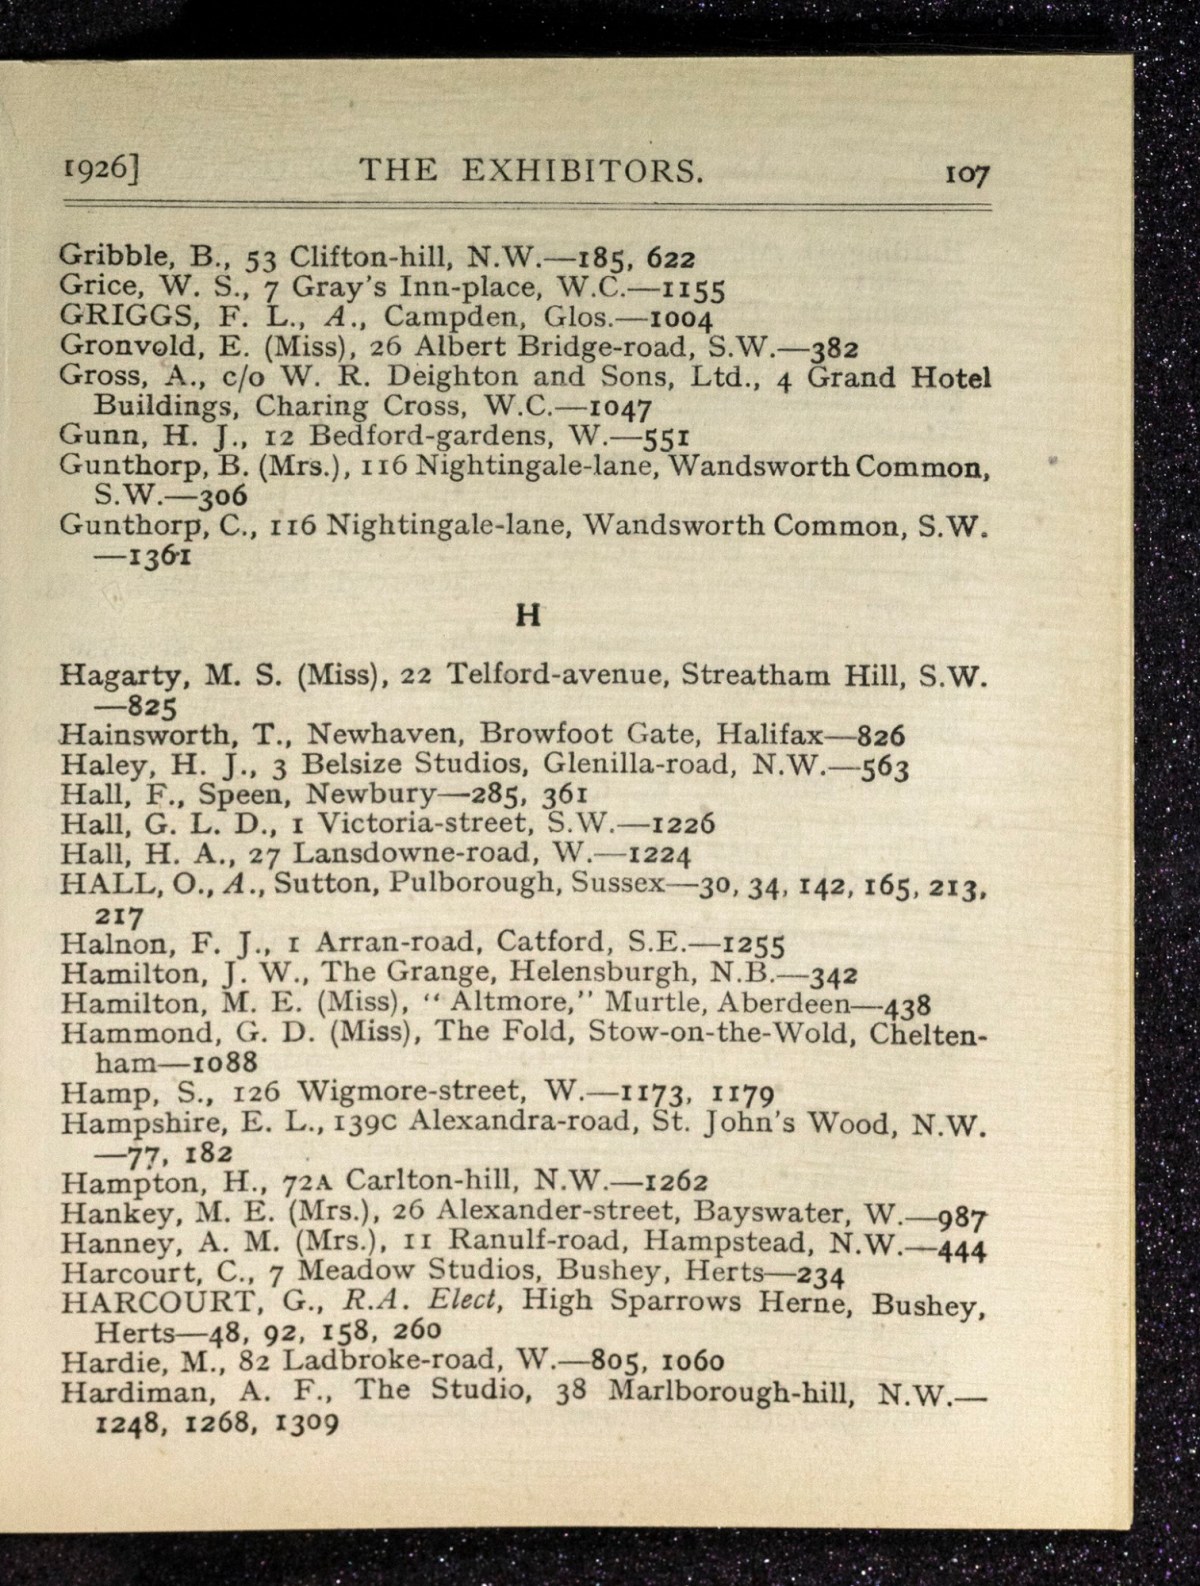 1926] THE EXHIBITORS. 107
Gribble, B., 53 Clifton-hill, N.W.—185, 622
Grice, W. S., 7 Gray's Inn-place, W.C.—1155
GRIGGS, F. L., A., Campden, Glos.—1004
Gronvold, E. (Miss), 26 Albert Bridge-road, S.W.—382
Gross, A., c/o W. R. Deighton and Sons, Ltd., 4 Grand Hotel
Buildings, Charing Cross, W.C.—1047
Gunn, H. J., 12 Bedford-gardens, W.—551
Gunthorp, B. (Mrs.), 116 Nightingale-lane, Wandsworth Common,
S.W.—306
Gunthorp, C., 116 Nightingale-lane, Wandsworth Common, S.W.
—1361
H
Hagarty, M. S. (Miss), 22 Telford-avenue, Streatham Hill, S.W.
—825
Hainsworth, T., Newhaven, Browfoot Gate, Halifax—826
Haley, H. J., 3 Belsize Studios, Glenilla-road, N.W.—563
Hall, F., Speen, Newbury—285, 361
Hall, G. L. D., 1 Victoria-street, S.W.—1226
Hall, H. A., 27 Lansdowne-road, W.—1224
HALL, O., A., Sutton, Pulborough, Sussex—30, 34, 142, 165, 213,
217
Halnon, F. J., 1 Arran-road, Catford, S.E.—1255
Hamilton, J. W., The Grange, Helensburgh, N.B.—342
Hamilton, M. E. (Miss), "Altmore," Murtle, Aberdeen—438
Hammond, G. D. (Miss), The Fold, Stow-on-the-Wold, Chelten-
ham—1088
Hamp, S., 126 Wigmore-street, W.—1173, 1179
Hampshire, E. L., 139C Alexandra-road, St. John's Wood, N.W.
—77, 182
Hampton, H., 72A Carlton-hill, N.W.—1262
Hankey, M. E. (Mrs.), 26 Alexander-street, Bayswater, W.—987
Hanney, A. M. (Mrs.), 11 Ranulf-road, Hampstead, N.W.—444
Harcourt, C., 7 Meadow Studios, Bushey, Herts—234
HARCOURT, G., R.A. Elect, High Sparrows Herne, Bushey,
Herts—48, 92, 158, 260
Hardie, M., 82 Ladbroke-road, W.—805, 1060
Hardiman, A. F., The Studio, 38 Marlborough-hill, N.W.—
1248, 1268, 1309